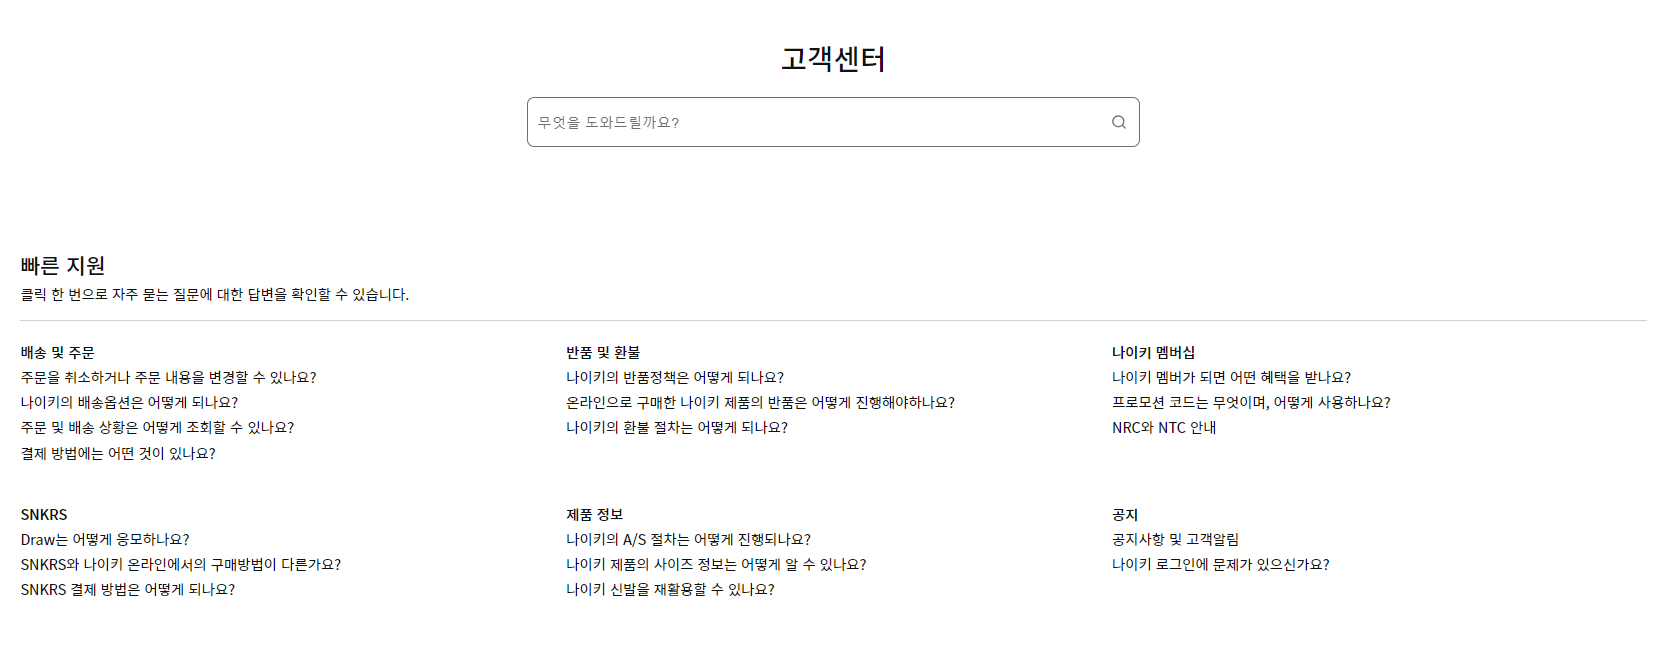 고객센터
무엇을 도와드릴까요?
빠른 지원
클릭 한 번으로 자주 묻는 질문에 대한 답변을 확인할 수 있습니다.
배송 및 주문
주문을 취소하거나 주문 내용을 변경할 수 있나요?
나이키의 배송옵션은 어떻게 되나요?
주문 및 배송 상황은 어떻게 조회할 수 있나요?
결제 방법에는 어떤 것이 있나요?
반품 및 환불
나이키의 반품정책은 어떻게 되나요?
온라인으로 구매한 나이키 제품의 반품은 어떻게 진행해야하나요?
나이키의 환불 절차는 어떻게 되나요?
나이키 멤버십
나이키 멤버가 되면 어떤 혜택을 받나요?
프로모션 코드는 무엇이며, 어떻게 사용하나요?
NRC와 NTC 안내
SNKRS
Draw는 어떻게 응모하나요?
SNKRS와 나이키 온라인에서의 구매방법이 다른가요?
SNKRS 결제 방법은 어떻게 되나요?
제품 정보
나이키의 A/S 절차는 어떻게 진행되나요?
나이키 제품의 사이즈 정보는 어떻게 알 수 있나요?
나이키 신발을 재활용할 수 있나요?
공지
공지사항 및 고객알림
나이키 로그인에 문제가 있으신가요?